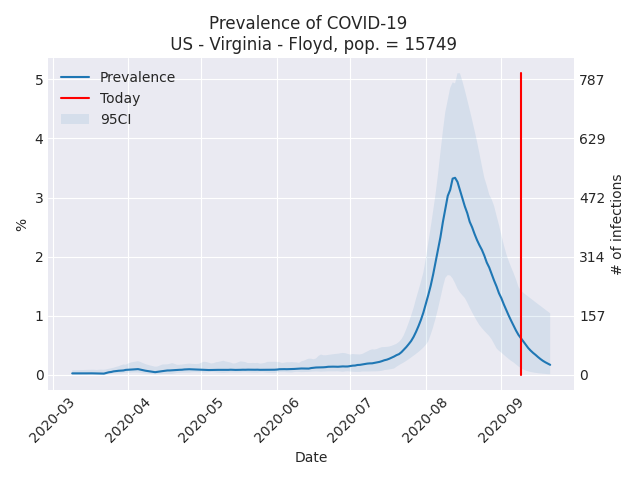 Prevalence of COVID-19
US - Virginia - Floyd, pop. = 15749
Prevalence
Today
95CI
5
4
3
2
1
0
%
787
629
472
314
157
0
# of infections
2020-03
2020-04
2020-05
2020-06
2020-07
2020-08
2020-09
Date